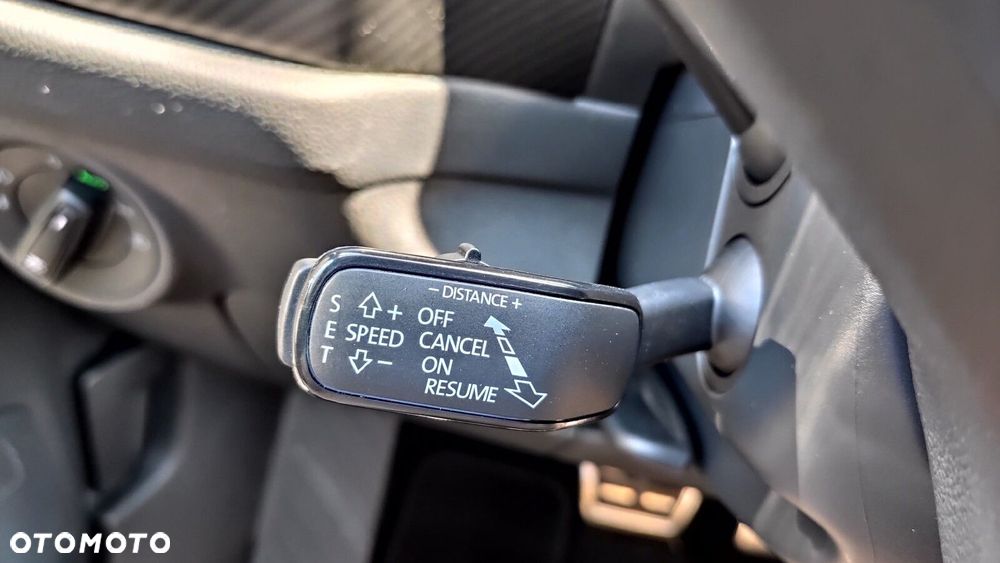 − DISTANCE +
S + OFF
E SPEED CANCEL
T − ON
RESUME
OTOMOTO